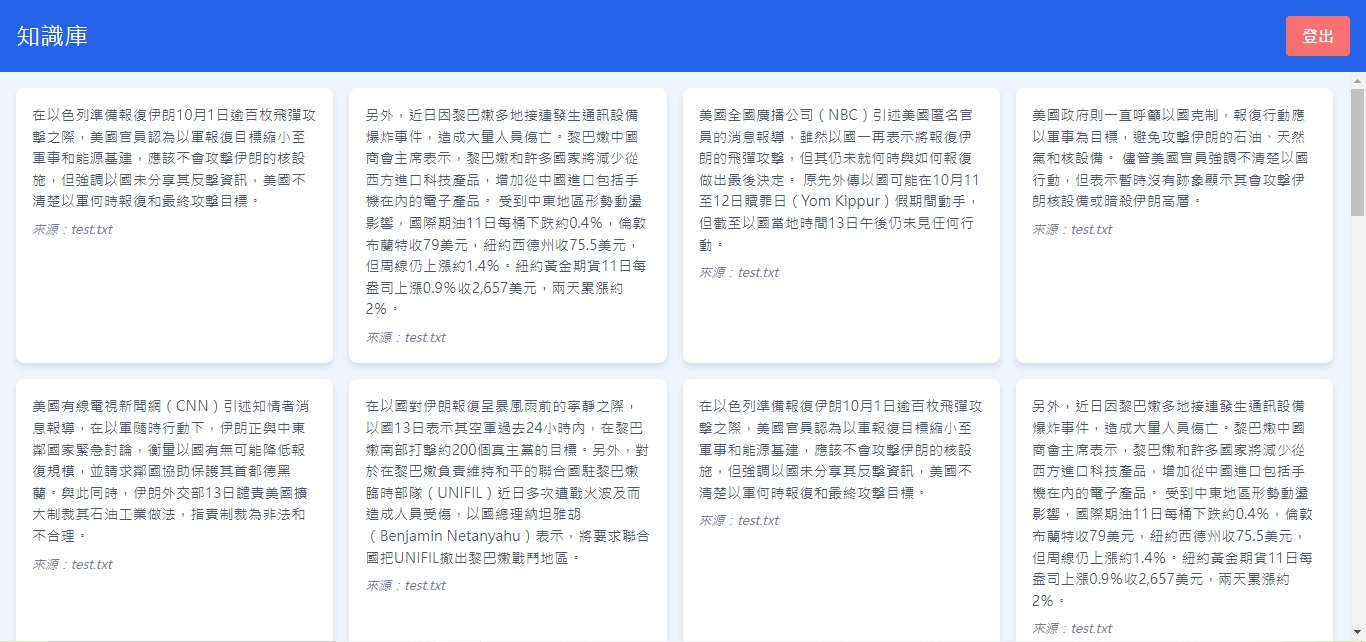 知識庫
登出
在以色列準備報復伊朗10月1日逾百枚飛彈攻
擊之際，美國官員認為以軍報復目標縮小至
軍事和能源基建，應該不會攻擊伊朗的核設
施，但強調以國未分享其反擊資訊，美國不
清楚以軍何時報復和最終攻擊目標。
來源：test.txt
另外，近日因黎巴嫩多地接連發生通訊設備
爆炸事件，造成大量人員傷亡。黎巴嫩中國
商會主席表示，黎巴嫩和許多國家將減少從
西方進口科技產品，增加從中國進口包括手
機在內的電子產品。 受到中東地區形勢動盪
影響，國際期油11日每桶下跌約0.4%，倫敦
布蘭特收79美元，紐約西德州收75.5美元，
但周線仍上漲約1.4%。紐約黃金期貨11日每
盎司上漲0.9%收2,657美元，兩天累漲約
2%。
來源：test.txt
美國全國廣播公司（NBC）引述美國匿名官
員的消息報導，雖然以國一再表示將報復伊
朗的飛彈攻擊，但其仍未就何時與如何報復
做出最後決定。 原先外傳以國可能在10月11
至12日贖罪日（Yom Kippur）假期間動手，
但截至以國當地時間13日午後仍未見任何行
動。
來源：test.txt
美國政府則一直呼籲以國克制，報復行動應
以軍事為目標，避免攻擊伊朗的石油、天然
氣和核設備。 儘管美國官員強調不清楚以國
行動，但表示暫時沒有跡象顯示其會攻擊伊
朗核設備或暗殺伊朗高層。
來源：test.txt
美國有線電視新聞網（CNN）引述知情者消
息報導，在以軍隨時行動下，伊朗正與中東
鄰國家緊急討論，衡量以國有無可能降低報
復規模，並請求鄰國協助保護其首都德黑
蘭。與此同時，伊朗外交部13日譴責美國擴
大制裁其石油工業做法，指責制裁為非法和
不合理。
來源：test.txt
在以國對伊朗報復呈暴風雨前的寧靜之際，
以國13日表示其空軍過去24小時內，在黎巴
嫩南部打擊約200個真主黨的目標。另外，對
於在黎巴嫩負責維持和平的聯合國駐黎巴嫩
臨時部隊（UNIFIL）近日多次遭戰火波及而
造成人員受傷，以國總理納坦雅胡
（Benjamin Netanyahu）表示，將要求聯合
國把UNIFIL撤出黎巴嫩戰鬥地區。
來源：test.txt
在以色列準備報復伊朗10月1日逾百枚飛彈攻
擊之際，美國官員認為以軍報復目標縮小至
軍事和能源基建，應該不會攻擊伊朗的核設
施，但強調以國未分享其反擊資訊，美國不
清楚以軍何時報復和最終攻擊目標。
來源：test.txt
另外，近日因黎巴嫩多地接連發生通訊設備
爆炸事件，造成大量人員傷亡。黎巴嫩中國
商會主席表示，黎巴嫩和許多國家將減少從
西方進口科技產品，增加從中國進口包括手
機在內的電子產品。 受到中東地區形勢動盪
影響，國際期油11日每桶下跌約0.4%，倫敦
布蘭特收79美元，紐約西德州收75.5美元，
但周線仍上漲約1.4%。紐約黃金期貨11日每
盎司上漲0.9%收2,657美元，兩天累漲約
2%。
來源：test.txt